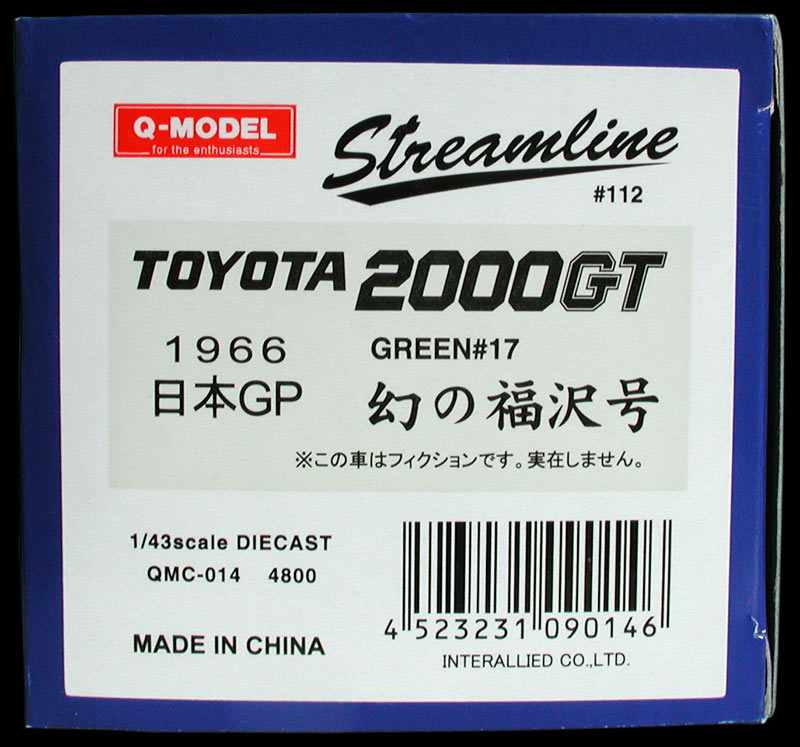 Q-MODEL
for the enthusiasts
Streamline
#112
TOYOTA 2000GT
1966 GREEN#17
日本GP 幻の福沢号
※この車はフィクションです。実在しません。
1/43scale DIECAST
QMC-014 4800
MADE IN CHINA
4 523231 090146
INTERALLIED CO.,LTD.